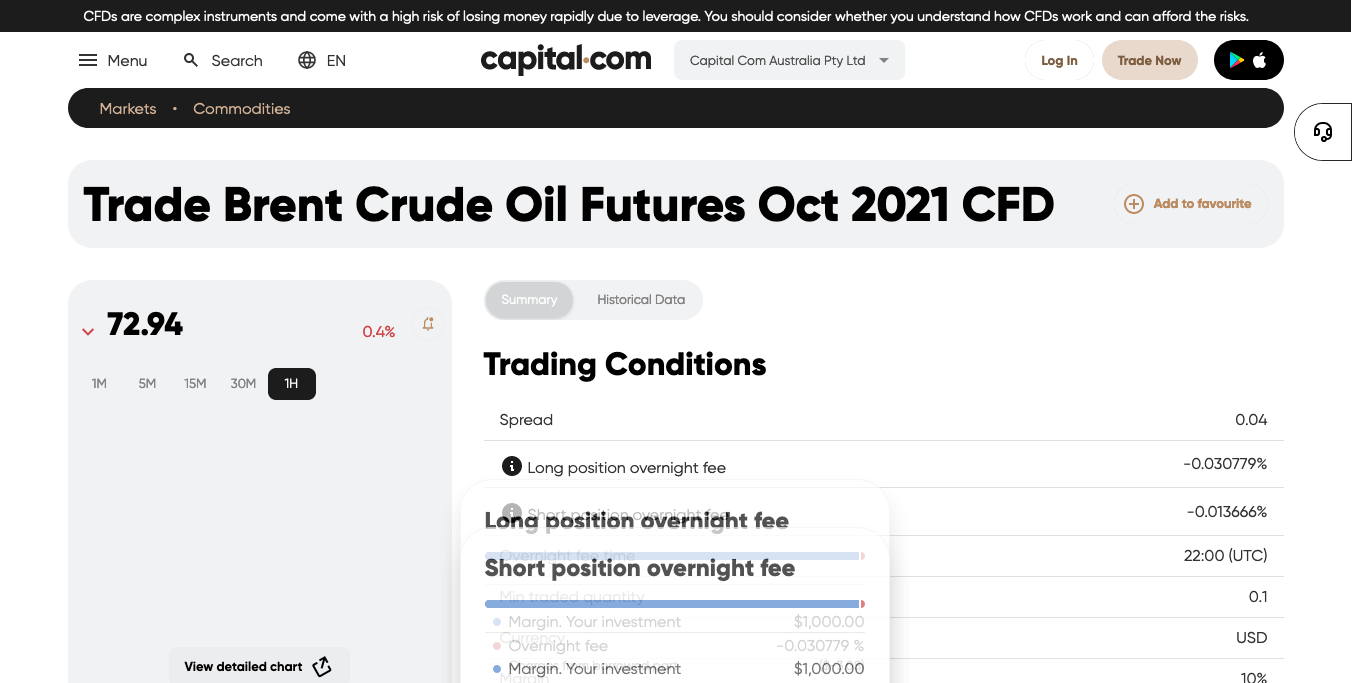 CFDs are complex instruments and come with a high risk of losing money rapidly due to leverage. You should consider whether you understand how CFDs work and can afford the risks.
Menu Search EN capital.com Capital Com Australia Pty Ltd Log In Trade Now
Markets • Commodities
Trade Brent Crude Oil Futures Oct 2021 CFD Add to favourite
72.94 0.4%
1M 5M 15M 30M 1H
View detailed chart
Summary Historical Data
Trading Conditions
Spread 0.04
Long position overnight fee -0.030779%
Short position overnight fee -0.013666%
Long position overnight fee
Overnight fee time 22:00 (UTC)
Short position overnight fee
Min traded quantity 0.1
Margin. Your investment $1,000.00
Currency USD
Overnight fee -0.030779 %
Margin. Your investment $1,000.00
Margin 10%